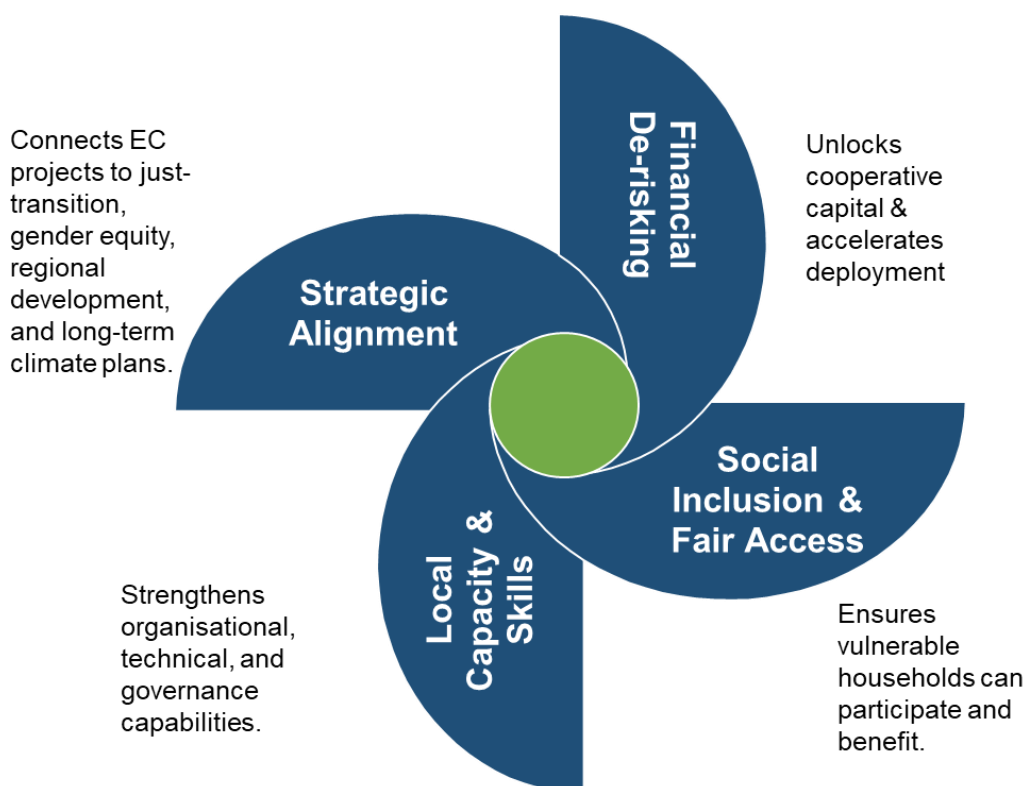 Connects EC
projects to just-
transition,
gender equity,
regional
development,
and long-term
climate plans.
Strategic
Alignment
Financial
De-risking
Unlocks
cooperative
capital &
accelerates
deployment
Social
Inclusion &
Fair Access
Ensures
vulnerable
households can
participate and
benefit.
Local
Capacity &
Skills
Strengthens
organisational,
technical, and
governance
capabilities.